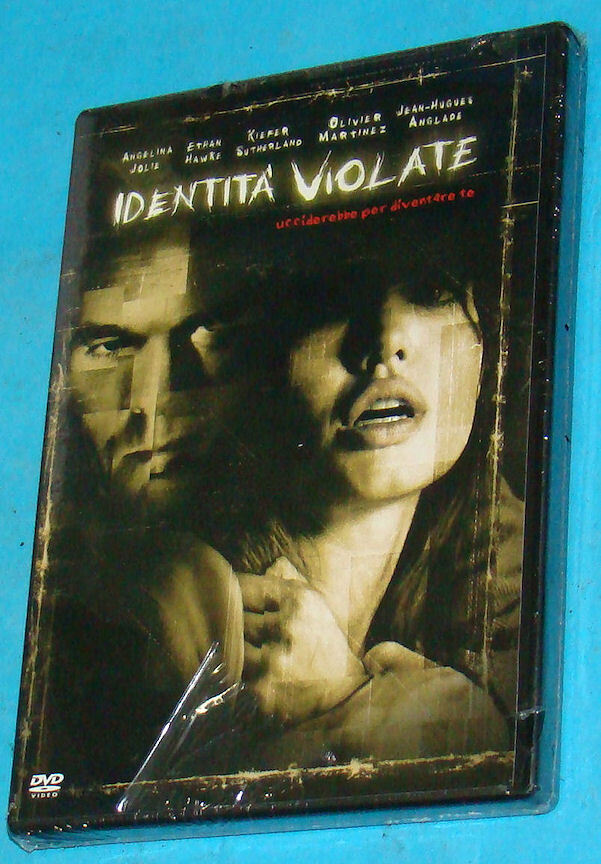 ANGELINA JOLIE ETHAN HAWKE KIEFER SUTHERLAND OLIVIER MARTINEZ JEAN-HUGUES ANGLADE
IDENTITÀ VIOLATE
ucciderebbe per diventare te
DVD
VIDEO